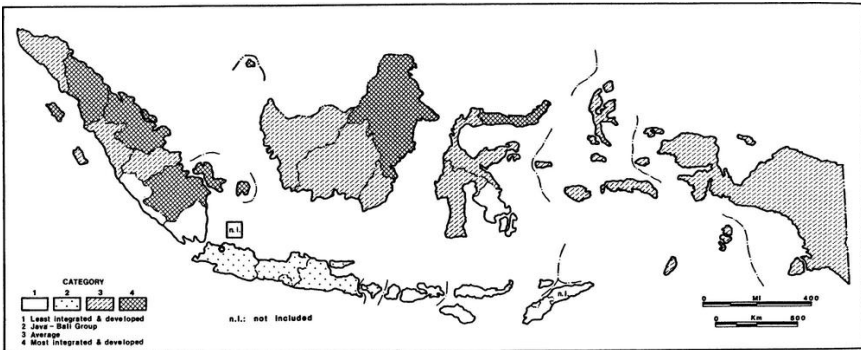 n.i.
n.i.
CATEGORY
1 2 3 4
1 Least integrated & developed
2 Java - Bali Group
3 Average
4 Most integrated & developed
n.i.: not included
0 MI 400
0 Km 600